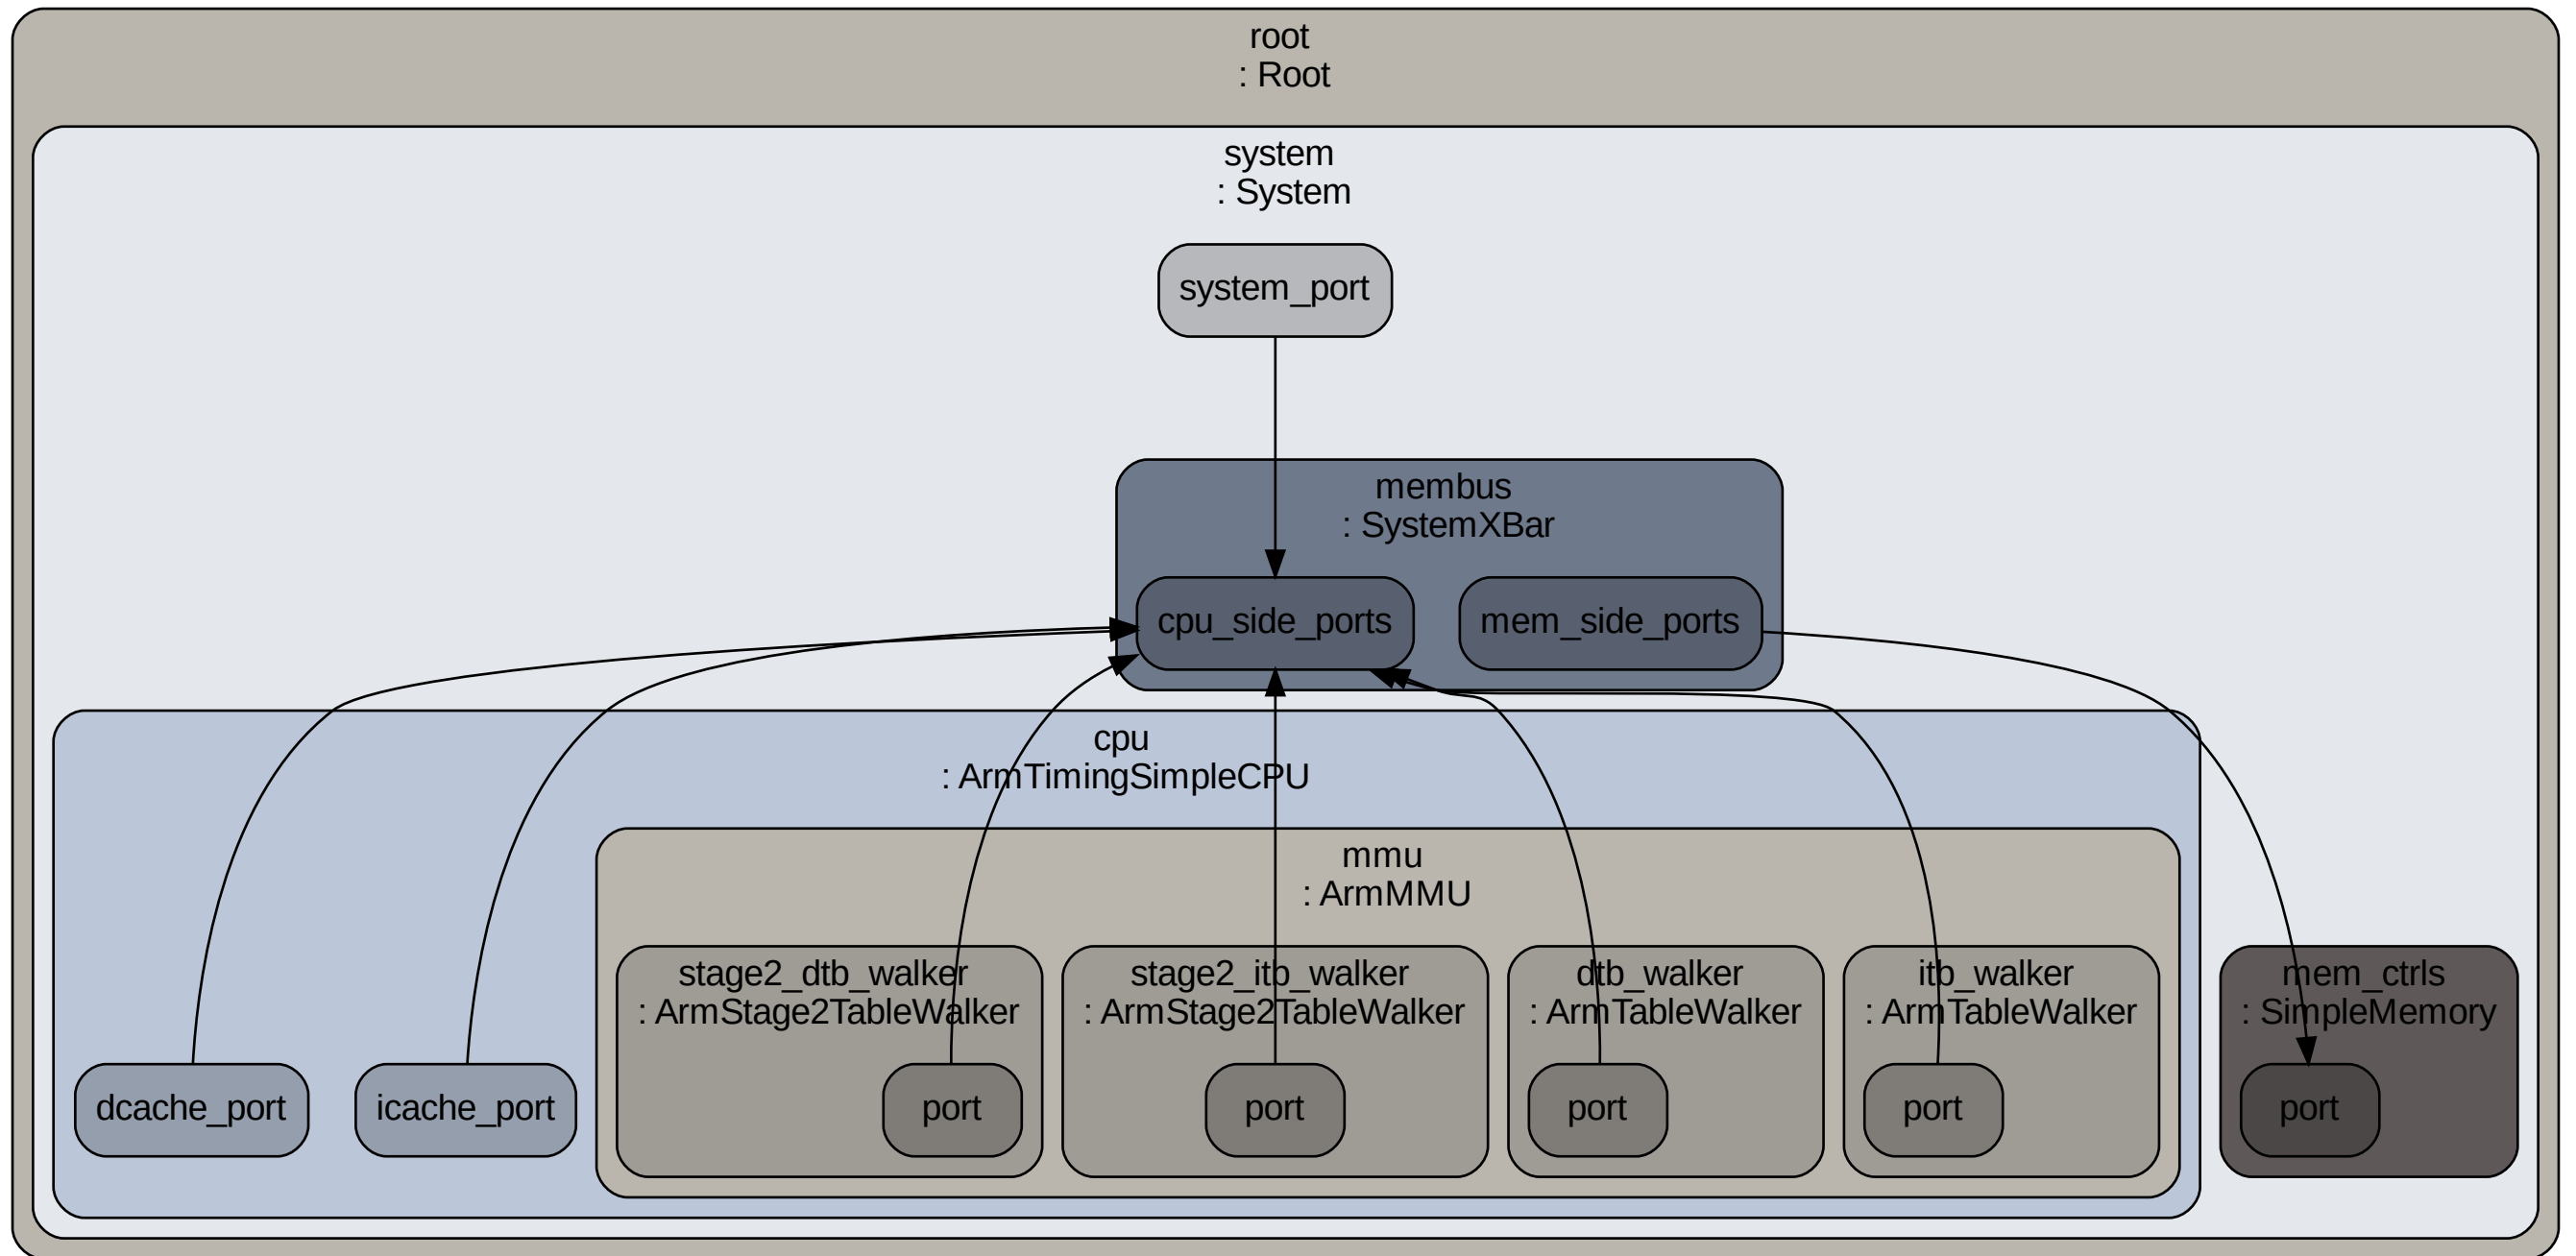 root
: Root
system
: System
system_port
membus
: SystemXBar
cpu_side_ports
mem_side_ports
cpu
: ArmTimingSimpleCPU
mmu
: ArmMMU
stage2_dtb_walker
: ArmStage2TableWalker
stage2_itb_walker
: ArmStage2TableWalker
dtb_walker
: ArmTableWalker
itb_walker
: ArmTableWalker
mem_ctrls
: SimpleMemory
dcache_port
icache_port
port
port
port
port
port